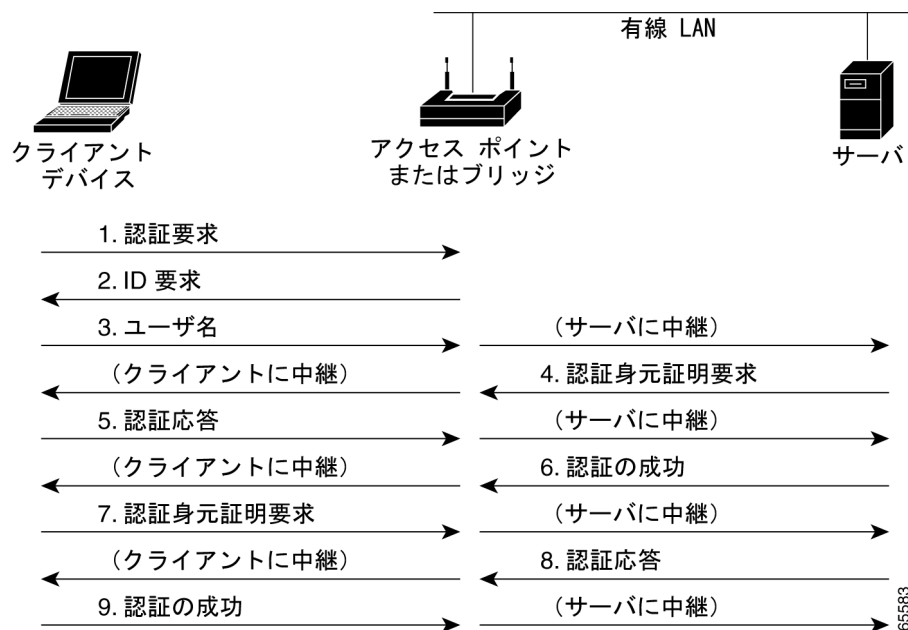 有線 LAN
クライアント
デバイス
アクセス ポイント
またはブリッジ
サーバ
1. 認証要求
2. ID 要求
3. ユーザ名
(サーバに中継)
(クライアントに中継)
4. 認証身元証明要求
5. 認証応答
(サーバに中継)
(クライアントに中継)
6. 認証の成功
7. 認証身元証明要求
(サーバに中継)
(クライアントに中継)
8. 認証応答
9. 認証の成功
(サーバに中継)
65583